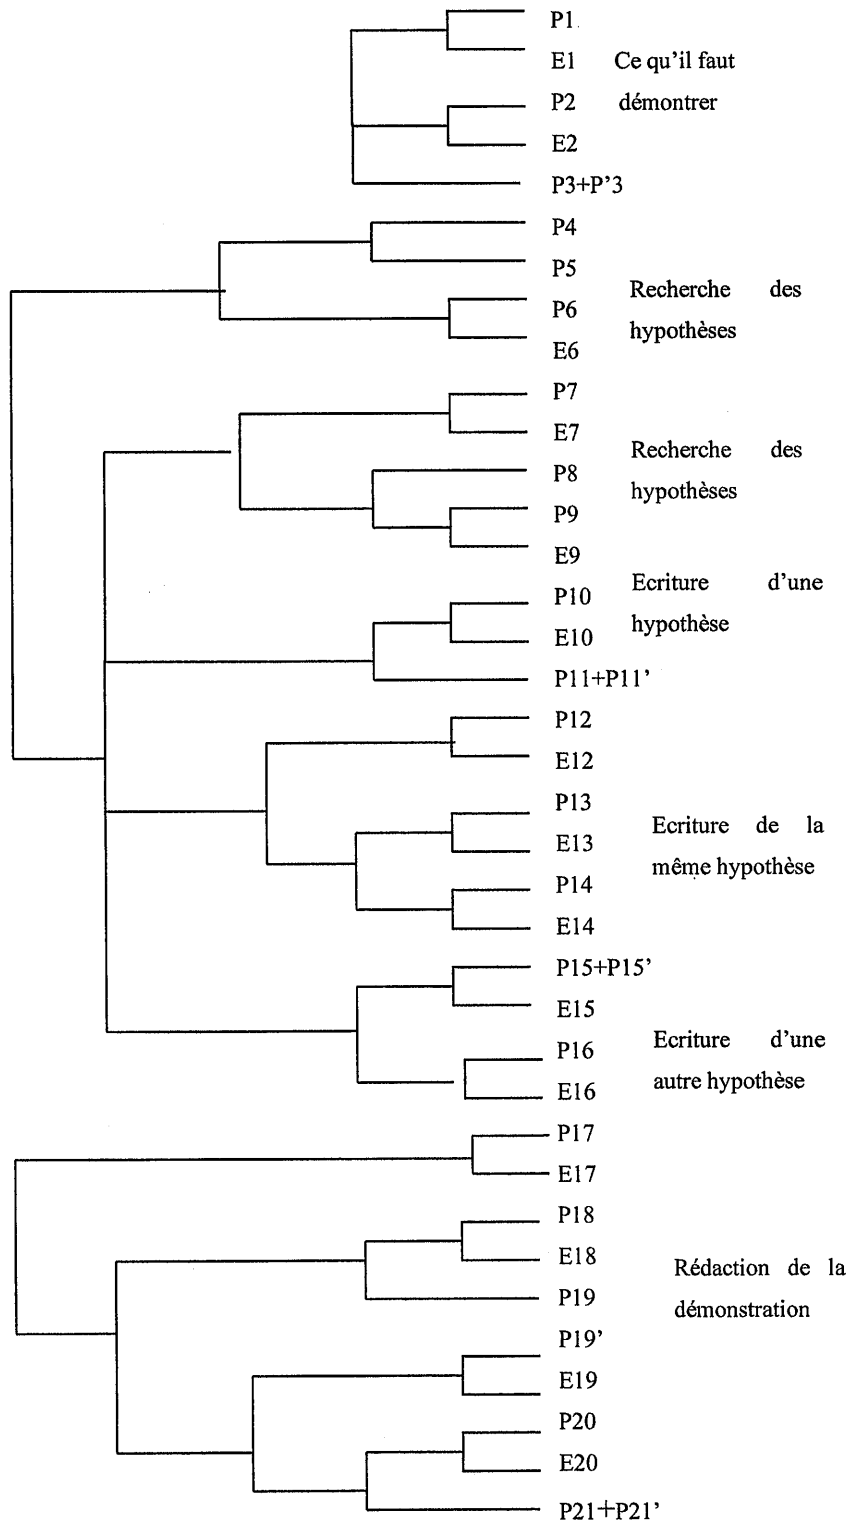 P1
E1 Ce qu'il faut
P2 démontrer
E2
P3+P'3
P4
P5
Recherche des
P6
hypothèses
E6
P7
E7
Recherche des
P8
hypothèses
P9
E9
Ecriture d'une
P10
hypothèse
E10
P11+P11'
P12
E12
P13
Ecriture de la
E13
même hypothèse
P14
E14
P15+P15'
E15
Ecriture d'une
P16
autre hypothèse
E16
P17
E17
P18
E18
Rédaction de la
P19
démonstration
P19'
E19
P20
E20
P21+P21'